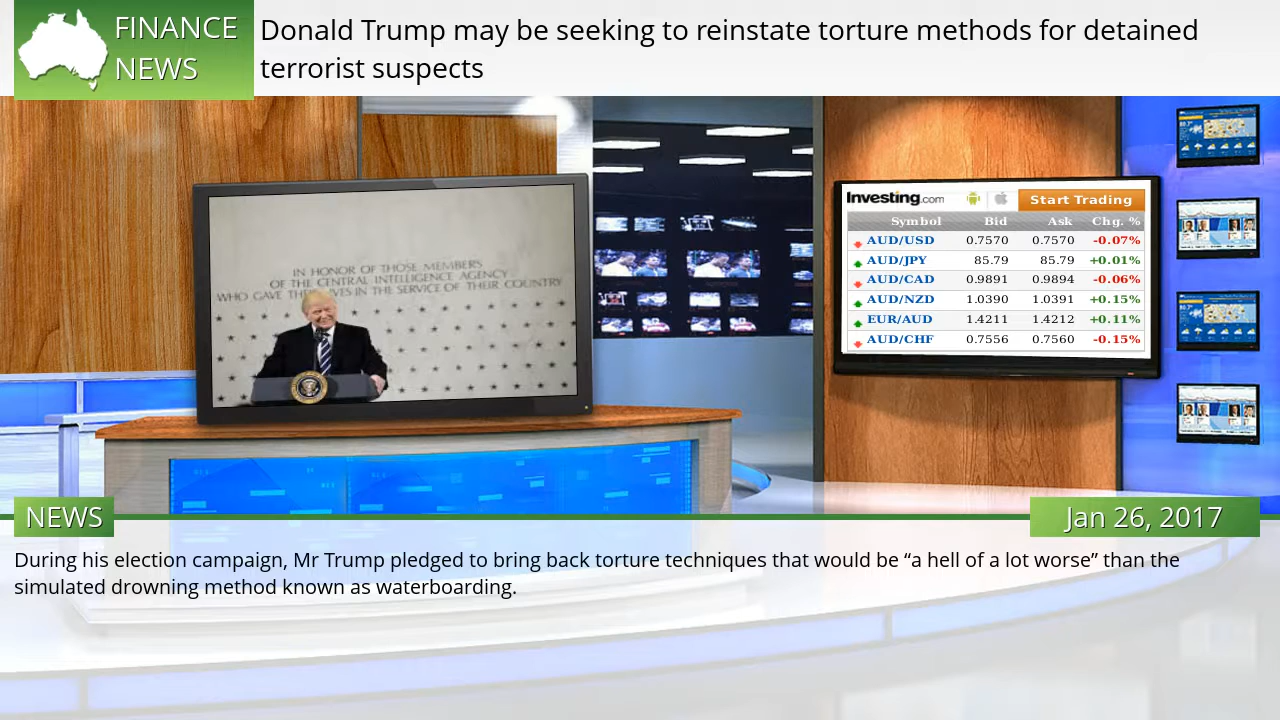 FINANCE
NEWS
Donald Trump may be seeking to reinstate torture methods for detained
terrorist suspects
IN HONOR OF THOSE MEMBERS
OF THE CENTRAL INTELLIGENCE AGENCY
WHO GAVE THEIR LIVES IN THE SERVICE OF THEIR COUNTRY
Investing.com Start Trading
Symbol Bid Ask Chg. %
AUD/USD 0.7570 0.7570 -0.07%
AUD/JPY 85.79 85.79 +0.01%
AUD/CAD 0.9891 0.9894 -0.06%
AUD/NZD 1.0390 1.0391 +0.15%
EUR/AUD 1.4211 1.4212 +0.11%
AUD/CHF 0.7556 0.7560 -0.15%
NEWS
Jan 26, 2017
During his election campaign, Mr Trump pledged to bring back torture techniques that would be “a hell of a lot worse” than the
simulated drowning method known as waterboarding.